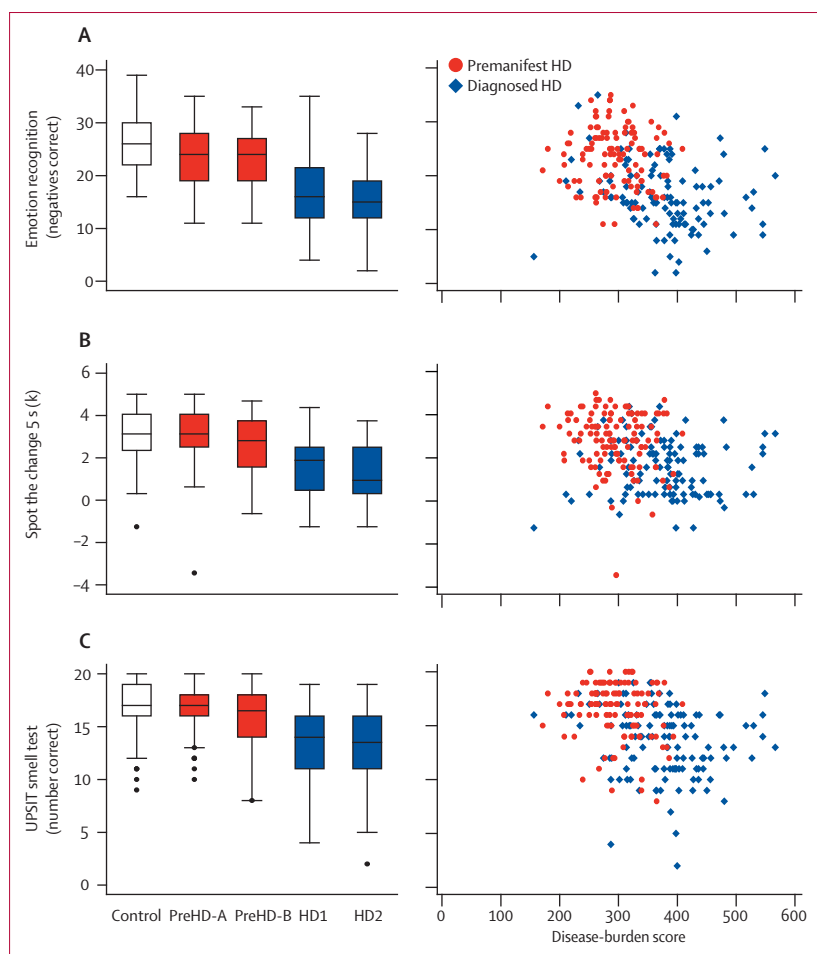 A
Premanifest HD
Diagnosed HD
Emotion recognition
(negatives correct)
40
30
20
10
0
B
Spot the change 5 s (k)
6
4
2
0
−2
−4
C
UPSIT smell test
(number correct)
20
15
10
5
0
Control PreHD-A PreHD-B HD1 HD2
0 100 200 300 400 500 600
Disease-burden score